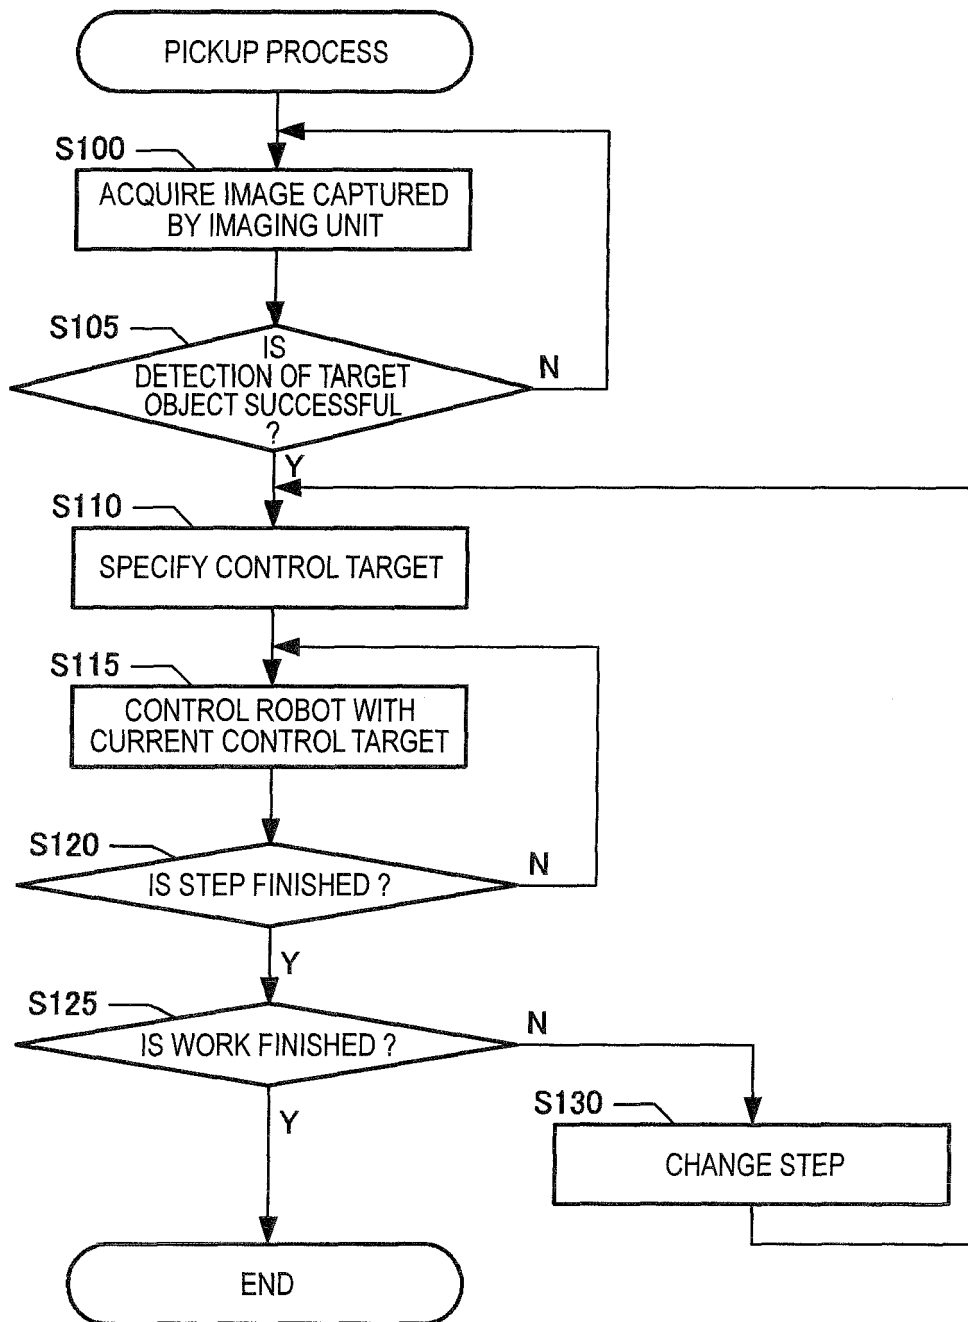 PICKUP PROCESS
S100
ACQUIRE IMAGE CAPTURED
BY IMAGING UNIT
S105
IS
DETECTION OF TARGET
OBJECT SUCCESSFUL
?
N
Y
S110
SPECIFY CONTROL TARGET
S115
CONTROL ROBOT WITH
CURRENT CONTROL TARGET
S120
IS STEP FINISHED ?
N
Y
S125
IS WORK FINISHED ?
N
Y
S130
CHANGE STEP
END